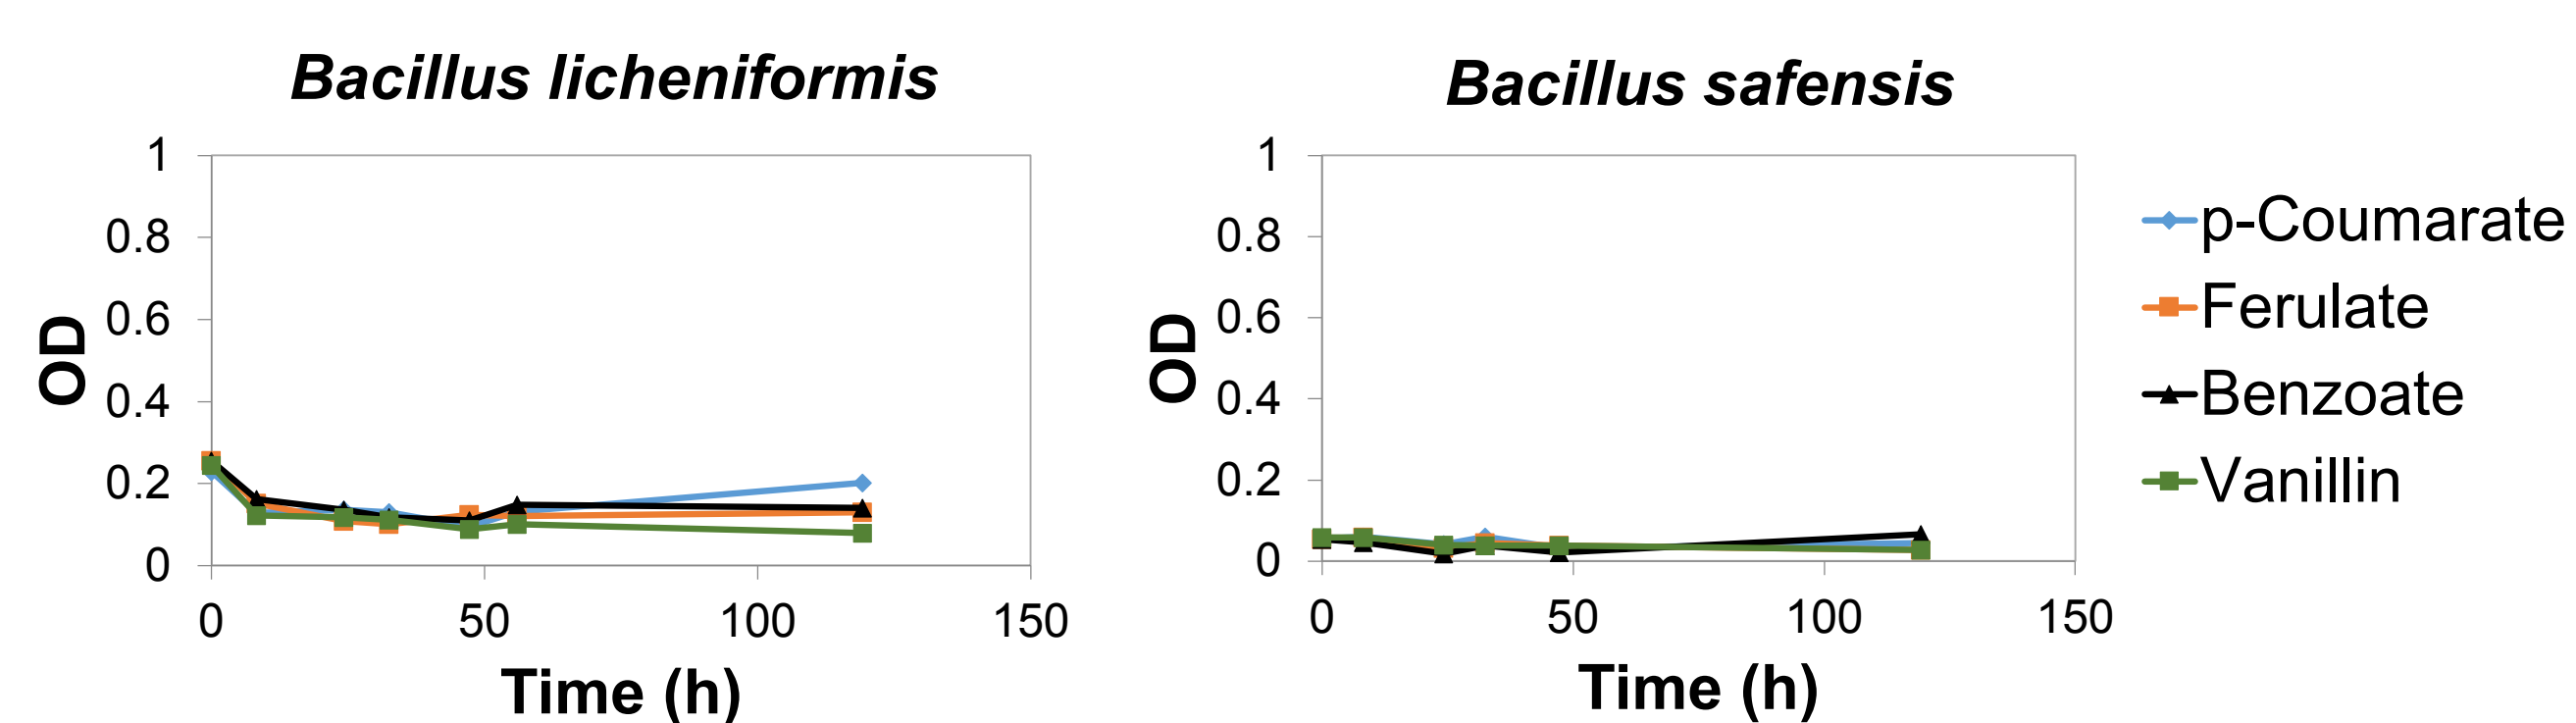 Bacillus licheniformis
1
0.8
0.6
0.4
0.2
0
OD
0 50 100 150
Time (h)
Bacillus safensis
1
0.8
0.6
0.4
0.2
0
OD
0 50 100 150
Time (h)
p-Coumarate
Ferulate
Benzoate
Vanillin